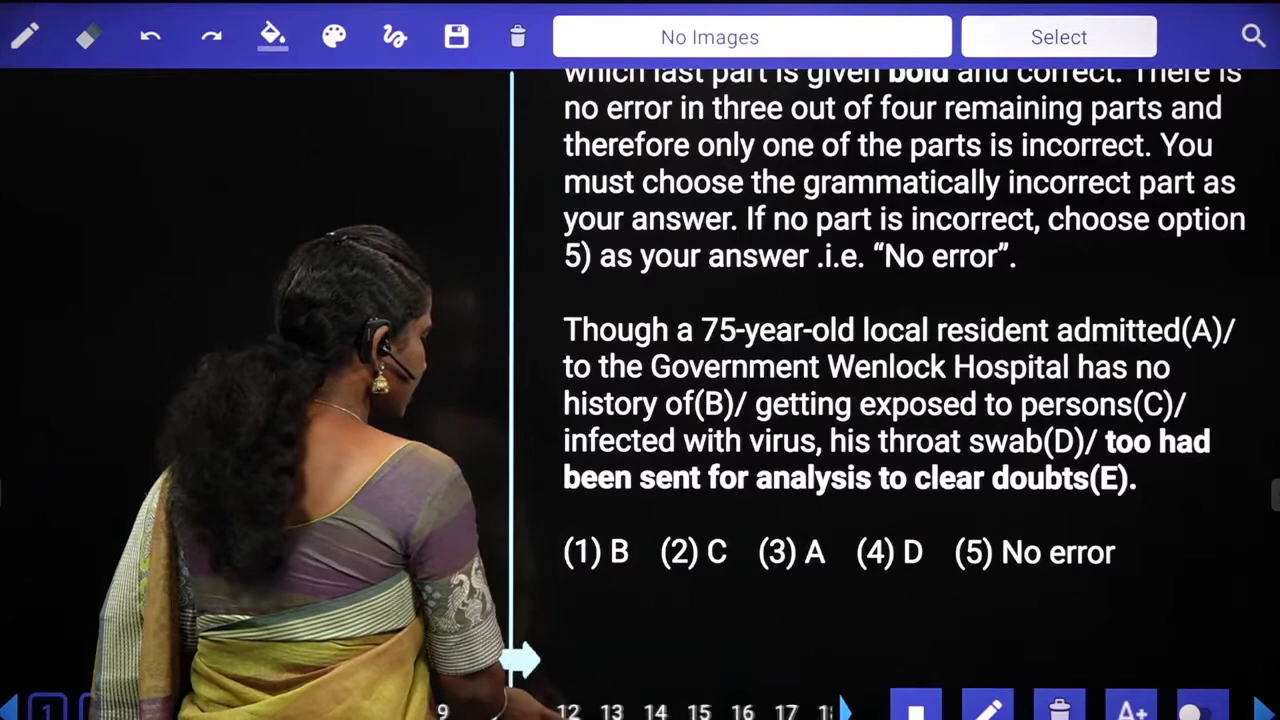 No Images
Select
which last part is given bold and correct. There is
no error in three out of four remaining parts and
therefore only one of the parts is incorrect. You
must choose the grammatically incorrect part as
your answer. If no part is incorrect, choose option
5) as your answer .i.e. “No error”.
Though a 75-year-old local resident admitted(A)/
to the Government Wenlock Hospital has no
history of(B)/ getting exposed to persons(C)/
infected with virus, his throat swab(D)/ too had
been sent for analysis to clear doubts(E).
(1) B (2) C (3) A (4) D (5) No error
1 9 12 13 14 15 16 17
A+